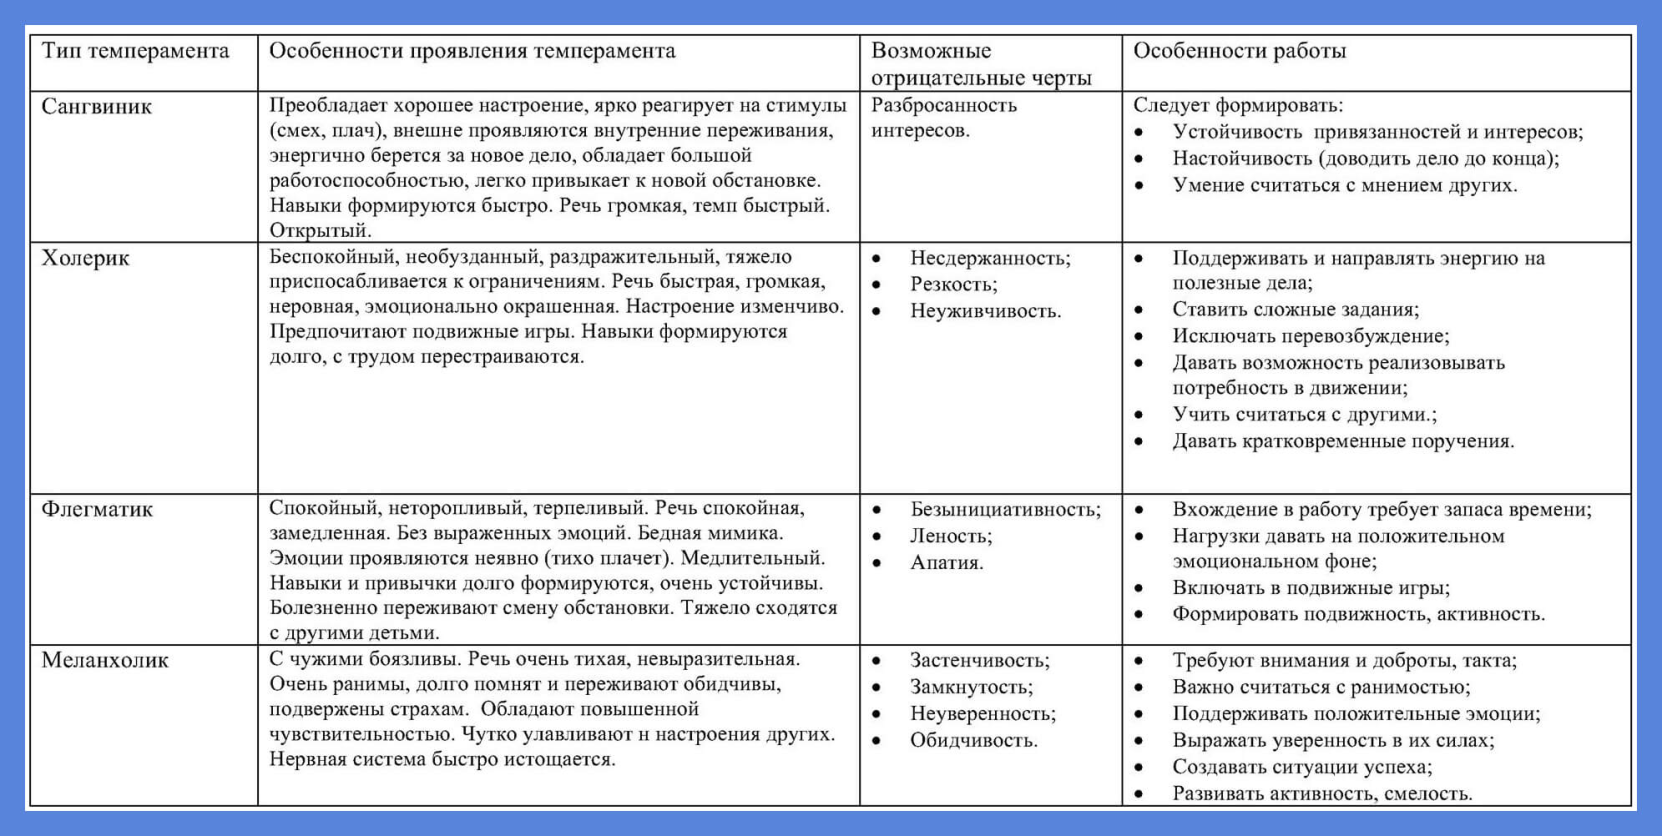 Тип темперамента
Особенности проявления темперамента
Возможные
отрицательные черты
Особенности работы
Сангвиник
Преобладает хорошее настроение, ярко реагирует на стимулы
(смех, плач), внешне проявляются внутренние переживания,
энергично берется за новое дело, обладает большой
работоспособностью, легко привыкает к новой обстановке.
Навыки формируются быстро. Речь громкая, темп быстрый.
Открытый.
Разбросанность
интересов.
Следует формировать:
• Устойчивость привязанностей и интересов;
• Настойчивость (доводить дело до конца);
• Умение считаться с мнением других.
Холерик
Беспокойный, необузданный, раздражительный, тяжело
приспосабливается к ограничениям. Речь быстрая, громкая,
неровная, эмоционально окрашенная. Настроение изменчиво.
Предпочитают подвижные игры. Навыки формируются
долго, с трудом перестраиваются.
• Несдержанность;
• Резкость;
• Неуживчивость.
• Поддерживать и направлять энергию на
полезные дела;
• Ставить сложные задания;
• Исключать перевозбуждение;
• Давать возможность реализовывать
потребность в движении;
• Учить считаться с другими.;
• Давать кратковременные поручения.
Флегматик
Спокойный, неторопливый, терпеливый. Речь спокойная,
замедленная. Без выраженных эмоций. Бедная мимика.
Эмоции проявляются неявно (тихо плачет). Медлительный.
Навыки и привычки долго формируются, очень устойчивы.
Болезненно переживают смену обстановки. Тяжело сходятся
с другими детьми.
• Безынициативность;
• Леность;
• Апатия.
• Вхождение в работу требует запаса времени;
• Нагрузки давать на положительном
эмоциональном фоне;
• Включать в подвижные игры;
• Формировать подвижность, активность.
Меланхолик
С чужими боязливы. Речь очень тихая, невыразительная.
Очень ранимы, долго помнят и переживают обидчивы,
подвержены страхам. Обладают повышенной
чувствительностью. Чутко улавливают н настроения других.
Нервная система быстро истощается.
• Застенчивость;
• Замкнутость;
• Неуверенность;
• Обидчивость.
• Требуют внимания и доброты, такта;
• Важно считаться с ранимостью;
• Поддерживать положительные эмоции;
• Выражать уверенность в их силах;
• Создавать ситуации успеха;
• Развивать активность, смелость.